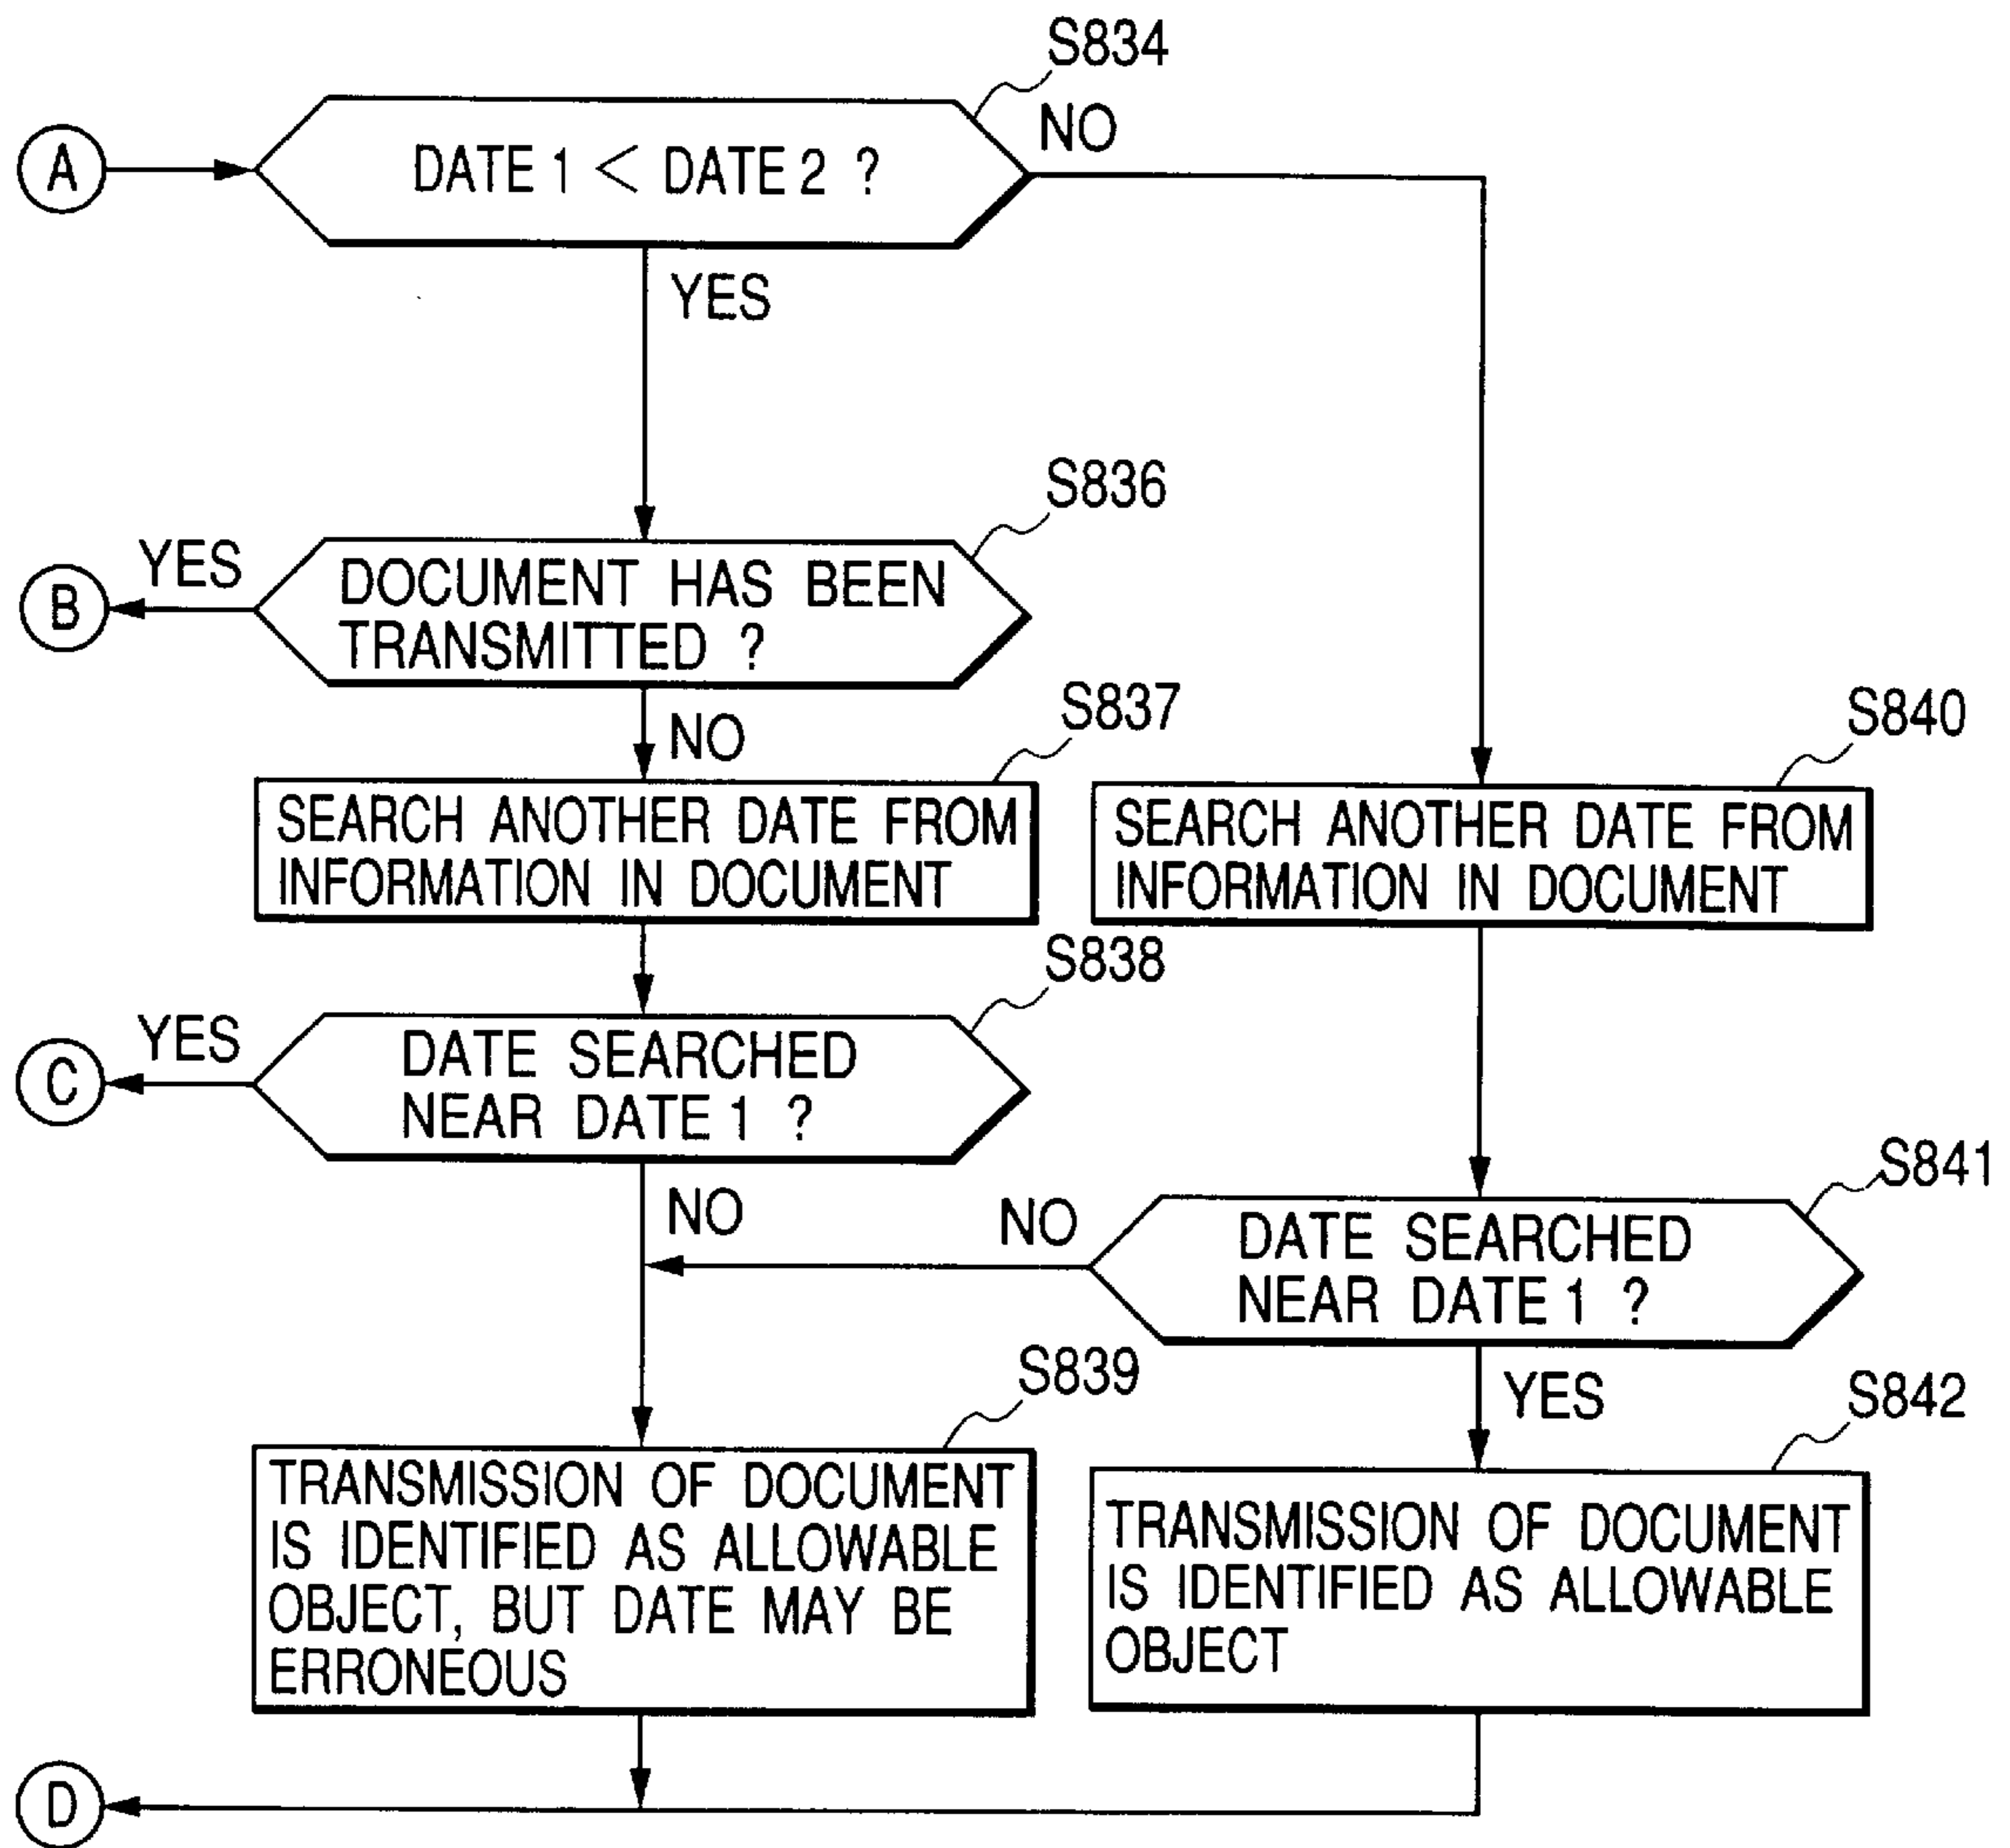 S834
A
DATE 1 < DATE 2 ?
NO
YES
S836
YES
B
DOCUMENT HAS BEEN
TRANSMITTED ?
NO
S837
SEARCH ANOTHER DATE FROM
INFORMATION IN DOCUMENT
S840
SEARCH ANOTHER DATE FROM
INFORMATION IN DOCUMENT
S838
YES
C
DATE SEARCHED
NEAR DATE 1 ?
NO
S841
NO
DATE SEARCHED
NEAR DATE 1 ?
YES
S839
TRANSMISSION OF DOCUMENT
IS IDENTIFIED AS ALLOWABLE
OBJECT, BUT DATE MAY BE
ERRONEOUS
S842
TRANSMISSION OF DOCUMENT
IS IDENTIFIED AS ALLOWABLE
OBJECT
D